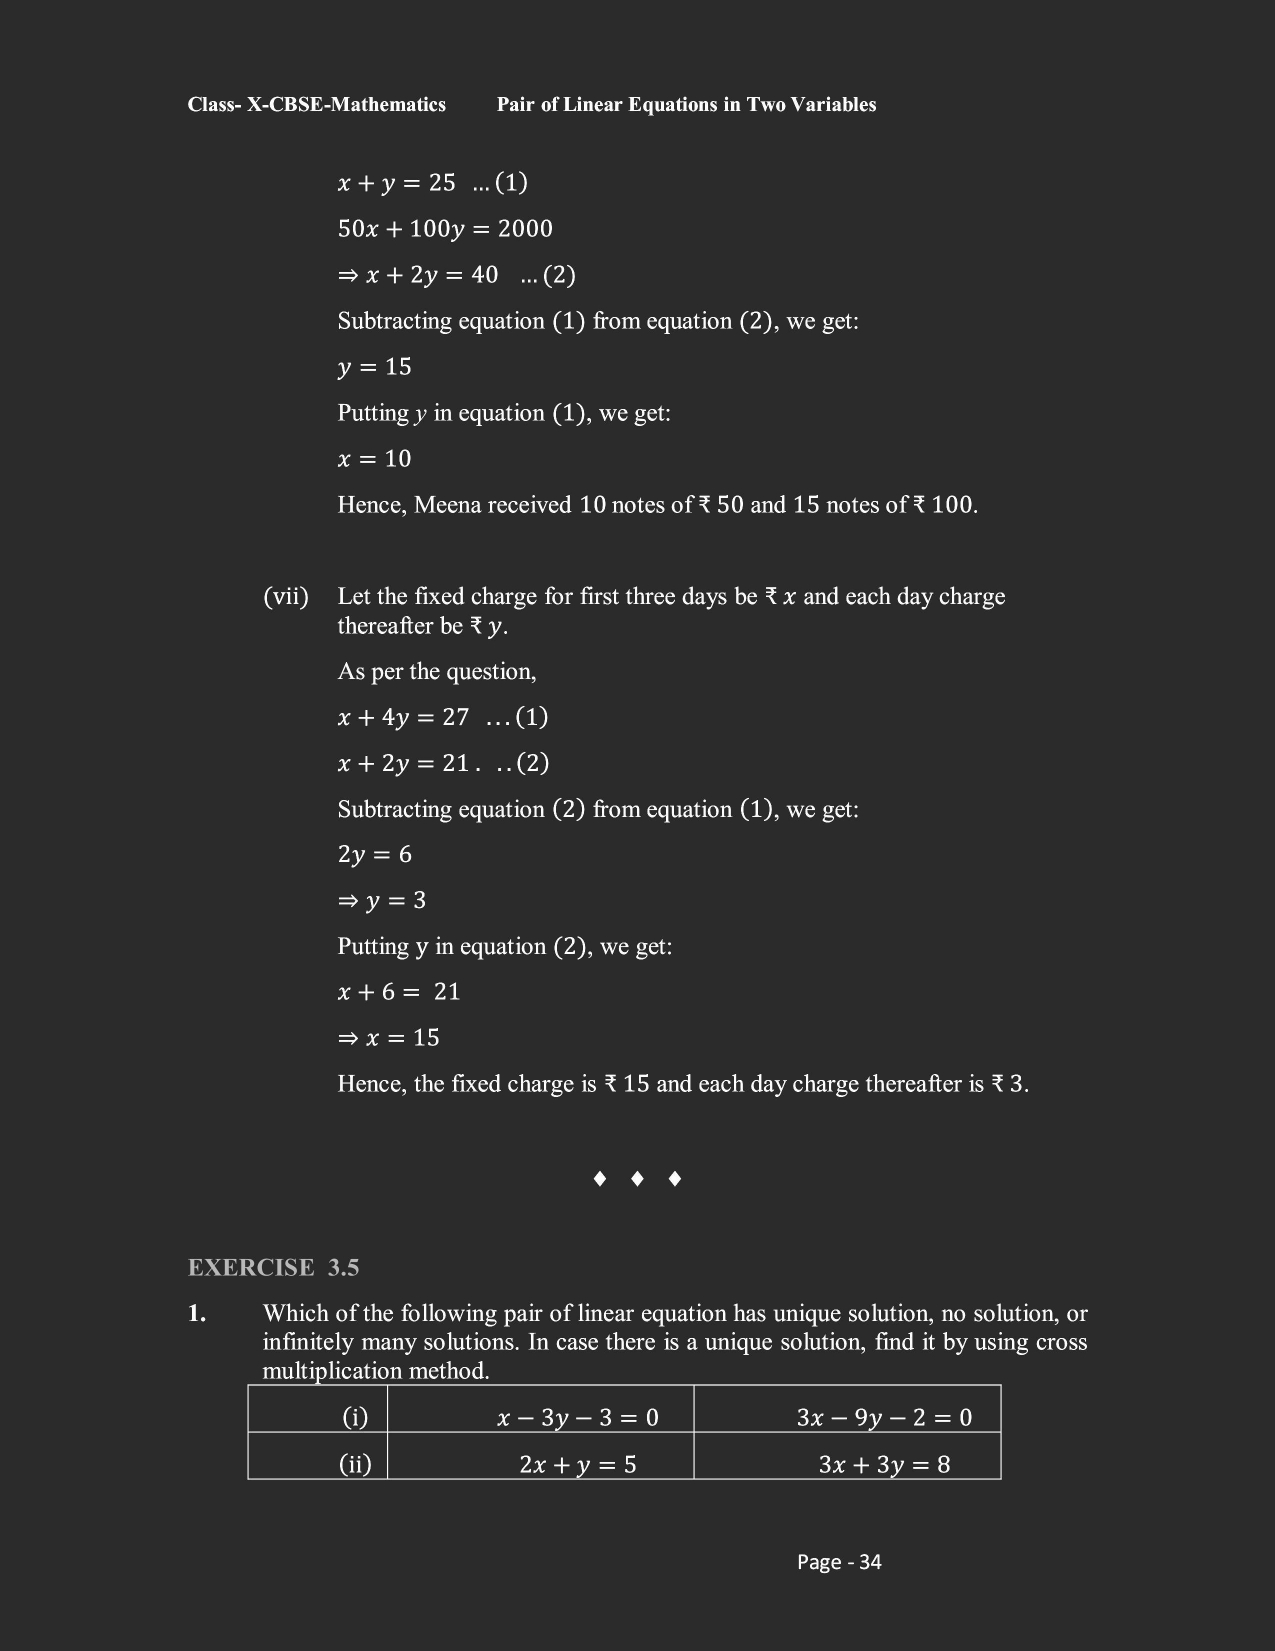 Class- X-CBSE-Mathematics Pair of Linear Equations in Two Variables
x + y = 25 … (1)
50x + 100y = 2000
⇒ x + 2y = 40 … (2)
Subtracting equation (1) from equation (2), we get:
y = 15
Putting y in equation (1), we get:
x = 10
Hence, Meena received 10 notes of ₹ 50 and 15 notes of ₹ 100.
(vii) Let the fixed charge for first three days be ₹ x and each day charge
thereafter be ₹ y.
As per the question,
x + 4y = 27 ...(1)
x + 2y = 21. ..(2)
Subtracting equation (2) from equation (1), we get:
2y = 6
⇒ y = 3
Putting y in equation (2), we get:
x + 6 = 21
⇒ x = 15
Hence, the fixed charge is ₹ 15 and each day charge thereafter is ₹ 3.
♦ ♦ ♦
EXERCISE 3.5
1. Which of the following pair of linear equation has unique solution, no solution, or
infinitely many solutions. In case there is a unique solution, find it by using cross
multiplication method.
(i) x − 3y − 3 = 0 3x − 9y − 2 = 0
(ii) 2x + y = 5 3x + 3y = 8
Page - 34